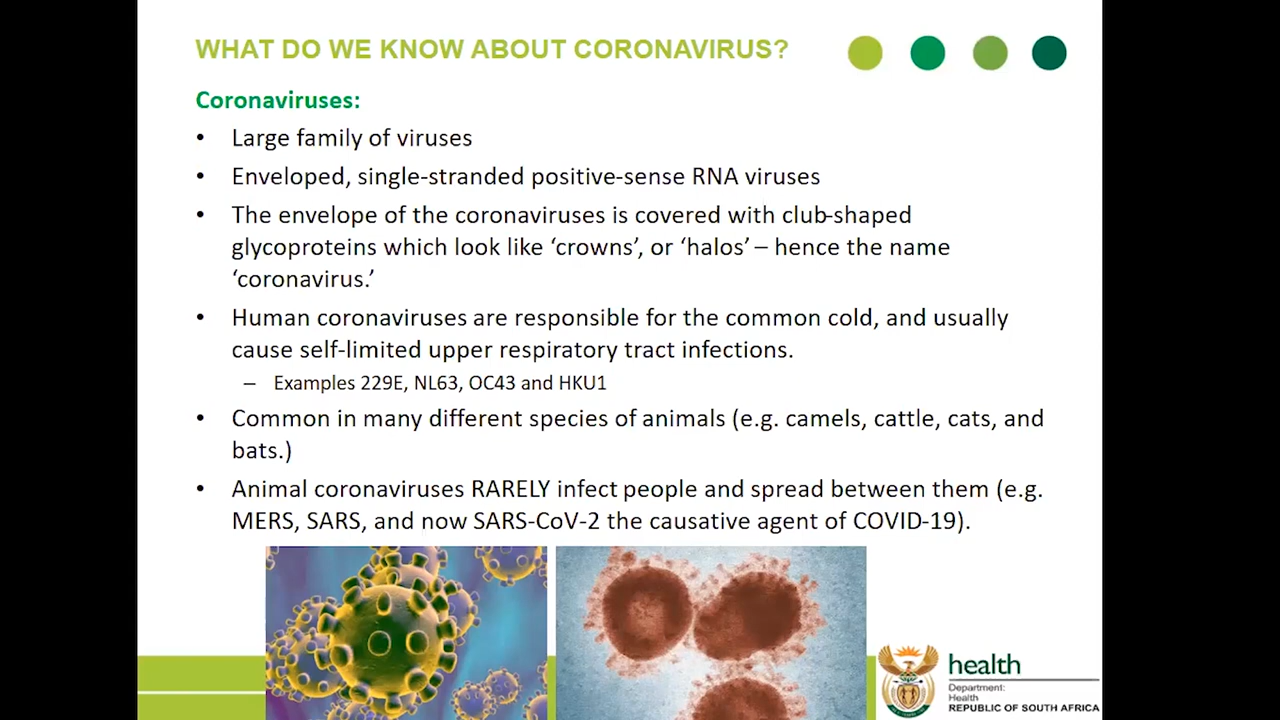 WHAT DO WE KNOW ABOUT CORONAVIRUS?
Coronaviruses:
• Large family of viruses
• Enveloped, single-stranded positive-sense RNA viruses
• The envelope of the coronaviruses is covered with club-shaped
glycoproteins which look like ‘crowns’, or ‘halos’ – hence the name
‘coronavirus.’
• Human coronaviruses are responsible for the common cold, and usually
cause self-limited upper respiratory tract infections.
– Examples 229E, NL63, OC43 and HKU1
• Common in many different species of animals (e.g. camels, cattle, cats, and
bats.)
• Animal coronaviruses RARELY infect people and spread between them (e.g.
MERS, SARS, and now SARS-CoV-2 the causative agent of COVID-19).
health
Department:
Health
REPUBLIC OF SOUTH AFRICA